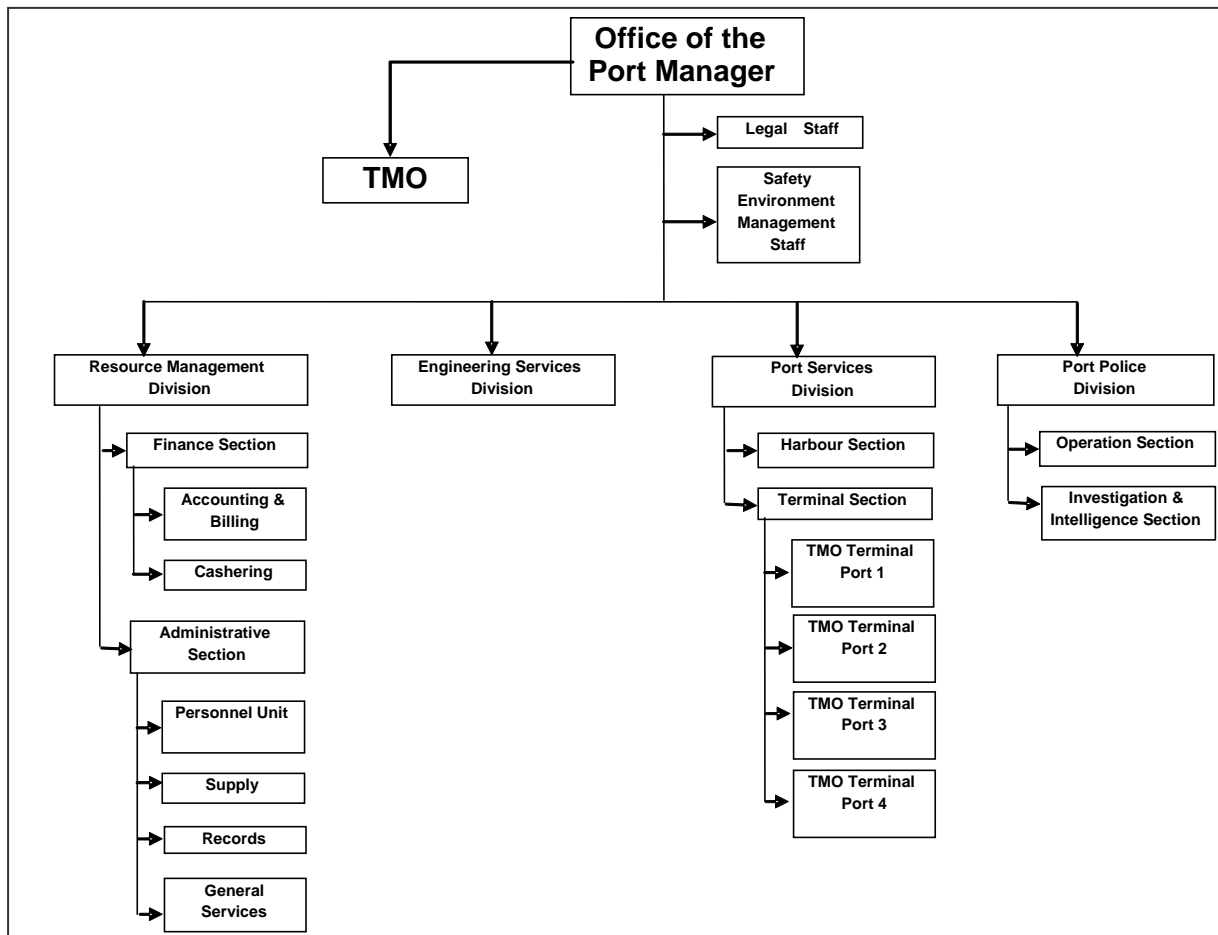 Office of the
Port Manager
TMO
Legal Staff
Safety
Environment
Management
Staff
Resource Management
Division
Engineering Services
Division
Port Services
Division
Port Police
Division
Finance Section
Accounting &
Billing
Cashering
Administrative
Section
Personnel Unit
Supply
Records
General
Services
Harbour Section
Terminal Section
TMO Terminal
Port 1
TMO Terminal
Port 2
TMO Terminal
Port 3
TMO Terminal
Port 4
Operation Section
Investigation &
Intelligence Section